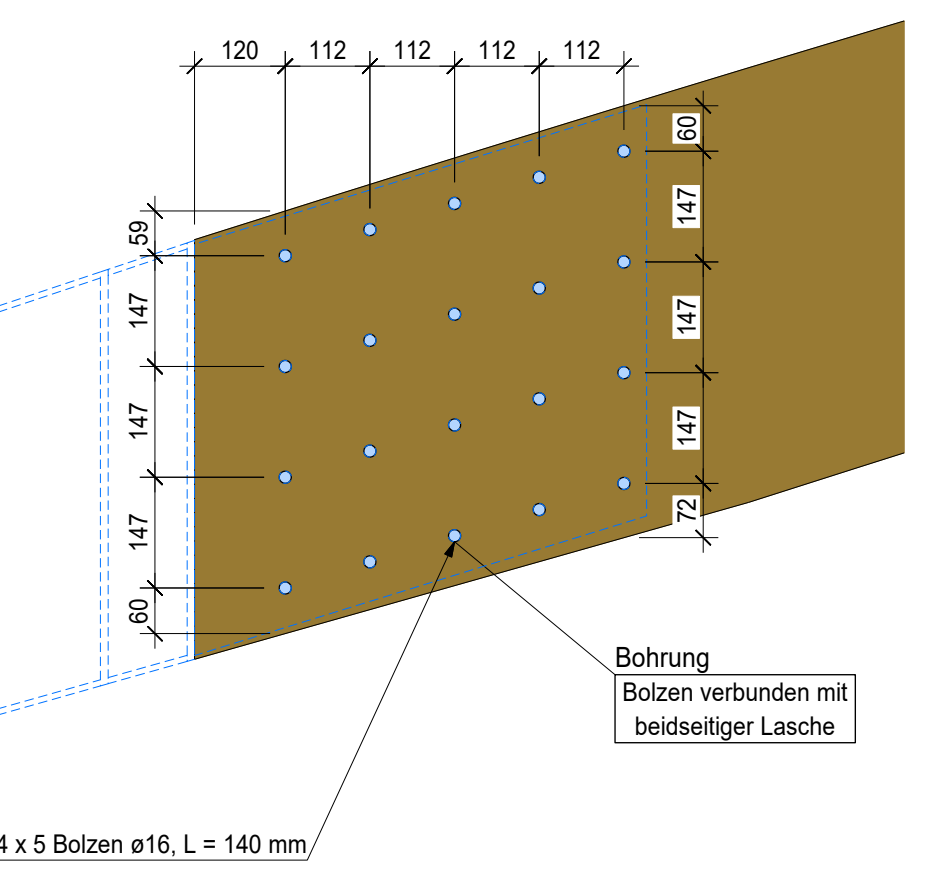 120 112 112 112 112
59
147
147
147
60
60
147
147
147
72
Bohrung
Bolzen verbunden mit
beidseitiger Lasche
4 x 5 Bolzen ø16, L = 140 mm